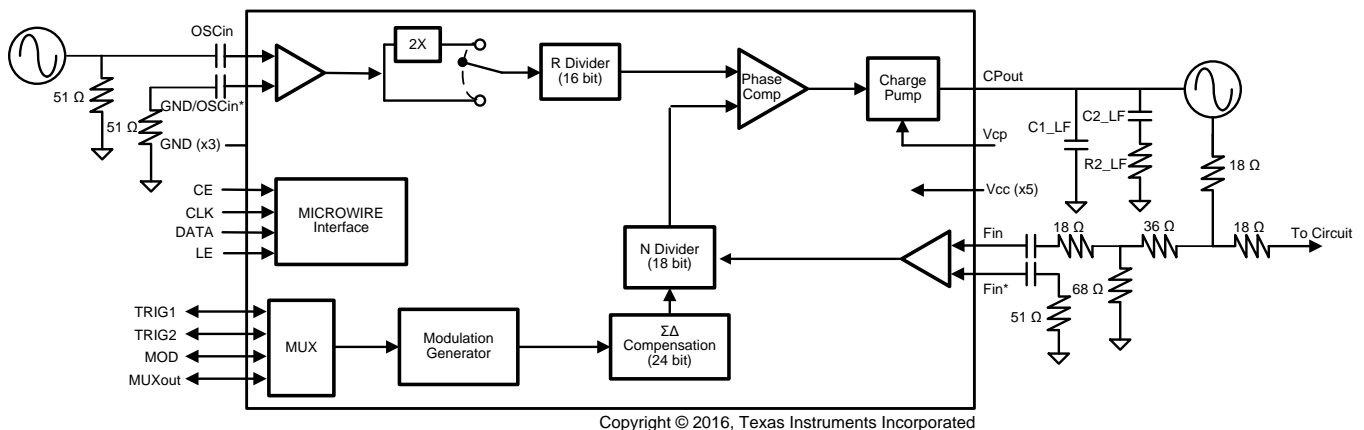 OSCin
51 Ω
GND/OSCin*
51 Ω
GND (x3)
2X
R Divider
(16 bit)
Phase
Comp
Charge
Pump
CPout
C1_LF
C2_LF
R2_LF
Vcp
18 Ω
Vcc (x5)
CE
CLK
DATA
LE
MICROWIRE
Interface
N Divider
(18 bit)
Fin
18 Ω
36 Ω
18 Ω
To Circuit
Fin*
51 Ω
68 Ω
TRIG1
TRIG2
MOD
MUXout
MUX
Modulation
Generator
ΣΔ
Compensation
(24 bit)
Copyright © 2016, Texas Instruments Incorporated